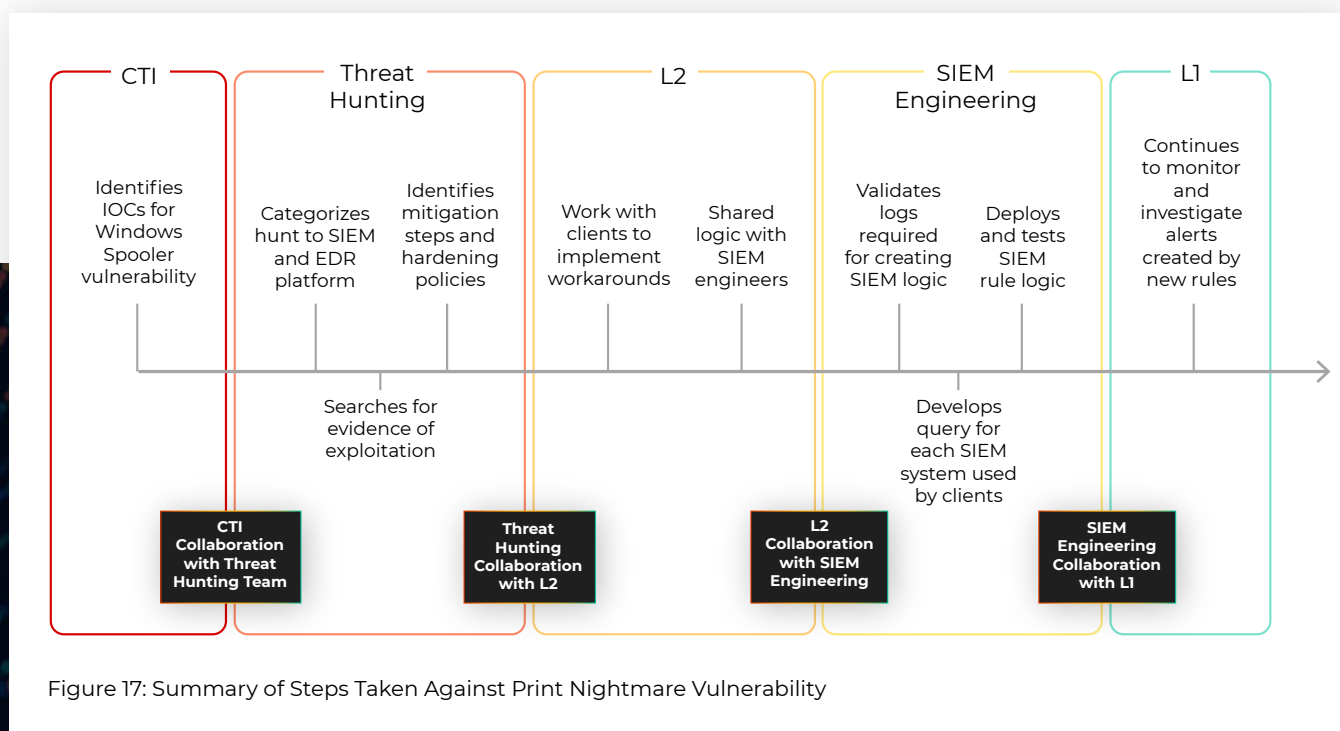 CTI
Threat
Hunting
L2
SIEM
Engineering
L1
Identifies
IOCs for
Windows
Spooler
vulnerability
Categorizes
hunt to SIEM
and EDR
platform
Identifies
mitigation
steps and
hardening
policies
Work with
clients to
implement
workarounds
Shared
logic with
SIEM
engineers
Validates
logs
required
for creating
SIEM logic
Deploys
and tests
SIEM
rule logic
Continues
to monitor
and
investigate
alerts
created by
new rules
Searches for
evidence of
exploitation
Develops
query for
each SIEM
system used
by clients
CTI
Collaboration
with Threat
Hunting Team
Threat
Hunting
Collaboration
with L2
L2
Collaboration
with SIEM
Engineering
SIEM
Engineering
Collaboration
with L1
Figure 17: Summary of Steps Taken Against Print Nightmare Vulnerability